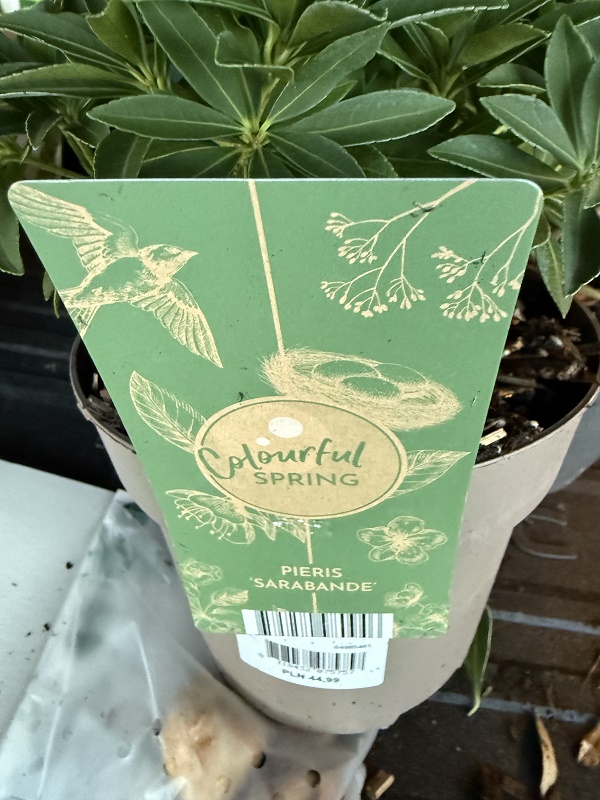 Colourful
SPRING
PIERIS
'SARABANDE'
PLN 44,99